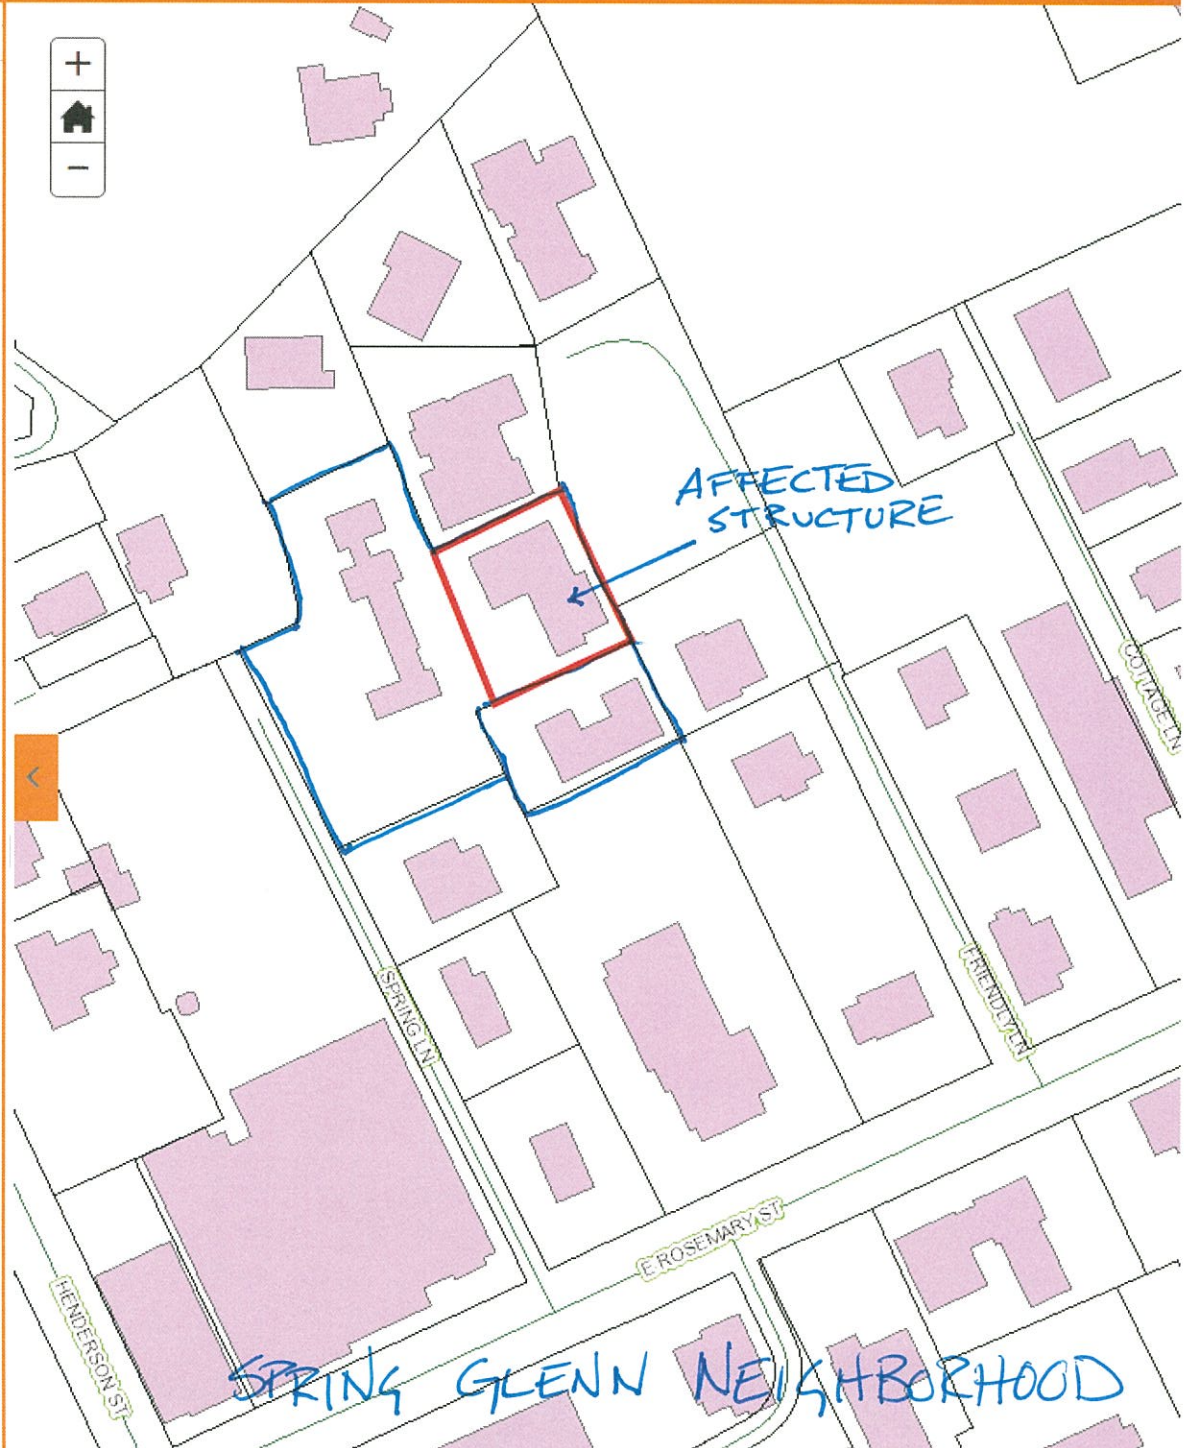 +
−
<
AFFECTED
STRUCTURE
COTTAGE LN
SPRING LN
FRIENDLY LN
E ROSEMARY ST
HENDERSON ST
SPRING GLENN NEIGHBORHOOD